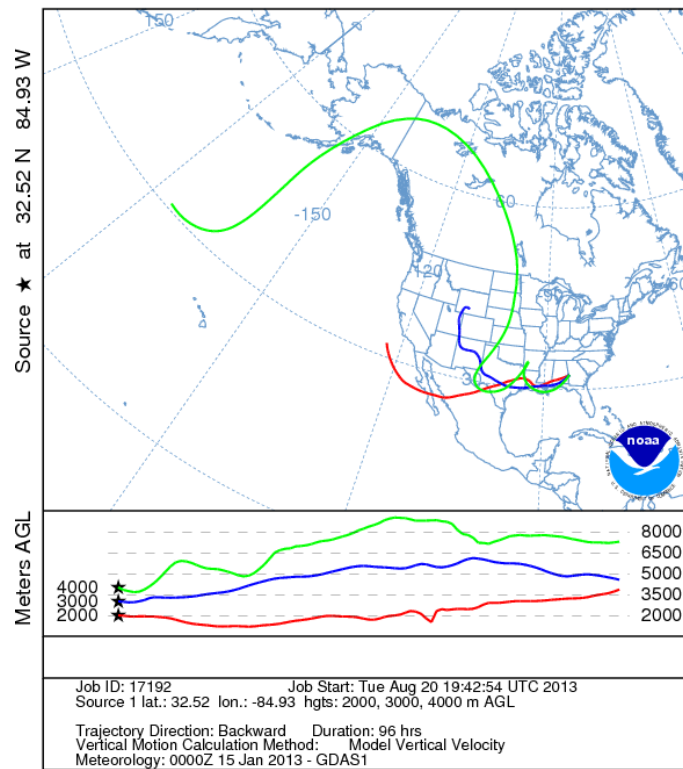 Source ★ at 32.52 N 84.93 W
-150
-150
60
-120
-90
-60
30
noaa
Meters AGL
8000
6500
5000
3500
2000
4000
3000
2000
Job ID: 17192 Job Start: Tue Aug 20 19:42:54 UTC 2013
Source 1 lat.: 32.52 lon.: -84.93 hgts: 2000, 3000, 4000 m AGL
Trajectory Direction: Backward Duration: 96 hrs
Vertical Motion Calculation Method: Model Vertical Velocity
Meteorology: 0000Z 15 Jan 2013 - GDAS1